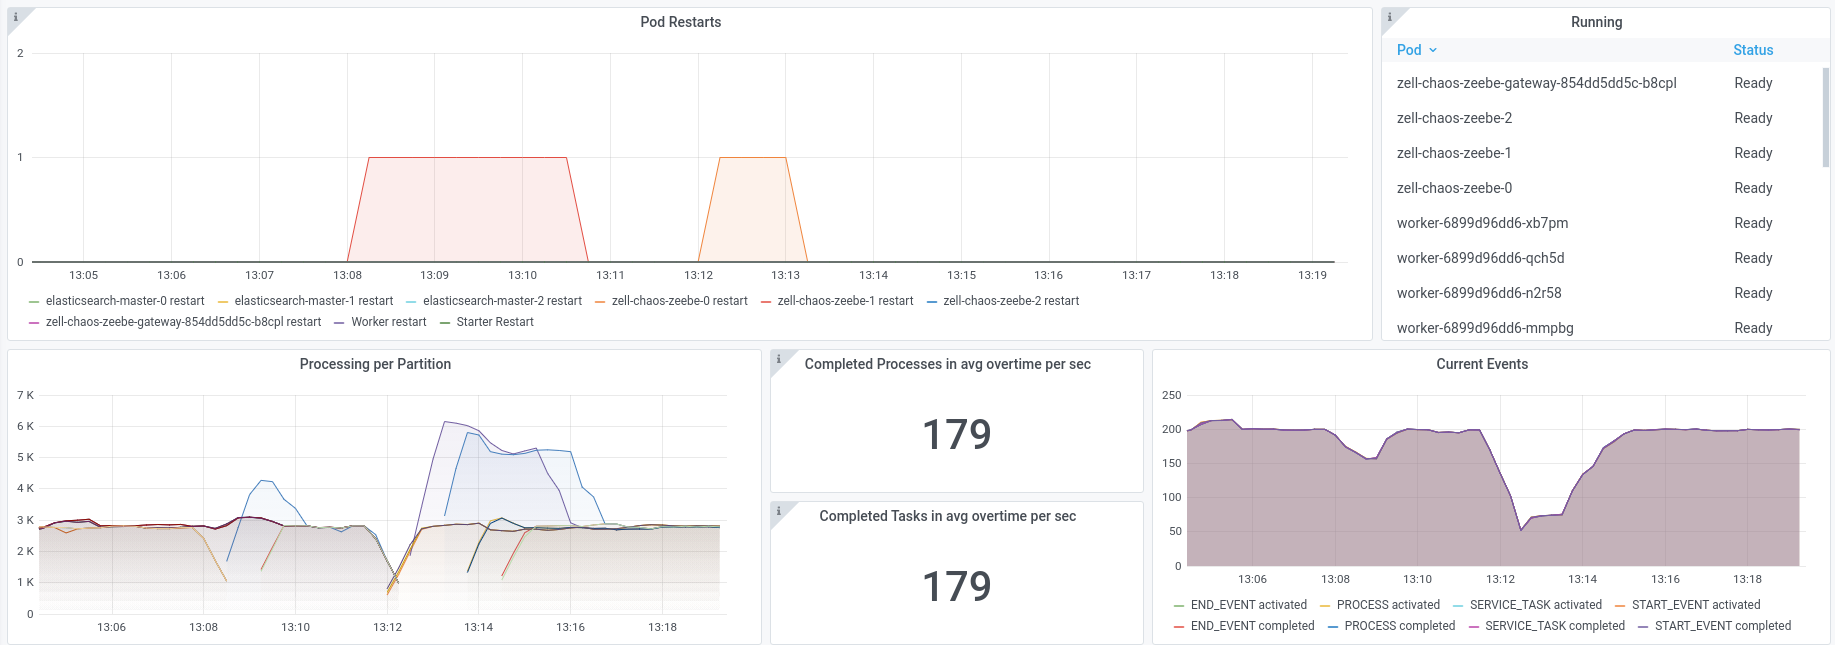 Pod Restarts
2
1
0
13:05 13:06 13:07 13:08 13:09 13:10 13:11 13:12 13:13 13:14 13:15 13:16 13:17 13:18 13:19
elasticsearch-master-0 restart elasticsearch-master-1 restart elasticsearch-master-2 restart zell-chaos-zeebe-0 restart zell-chaos-zeebe-1 restart zell-chaos-zeebe-2 restart
zell-chaos-zeebe-gateway-854dd5dd5c-b8cpl restart Worker restart Starter Restart
Running
Pod Status
zell-chaos-zeebe-gateway-854dd5dd5c-b8cpl Ready
zell-chaos-zeebe-2 Ready
zell-chaos-zeebe-1 Ready
zell-chaos-zeebe-0 Ready
worker-6899d96dd6-xb7pm Ready
worker-6899d96dd6-qch5d Ready
worker-6899d96dd6-n2r58 Ready
worker-6899d96dd6-mmpbg Ready
Processing per Partition
7 K
6 K
5 K
4 K
3 K
2 K
1 K
0
13:06 13:08 13:10 13:12 13:14 13:16 13:18
Completed Processes in avg overtime per sec
179
Completed Tasks in avg overtime per sec
179
Current Events
250
200
150
100
50
0
13:06 13:08 13:10 13:12 13:14 13:16 13:18
END_EVENT activated PROCESS activated SERVICE_TASK activated START_EVENT activated
END_EVENT completed PROCESS completed SERVICE_TASK completed START_EVENT completed